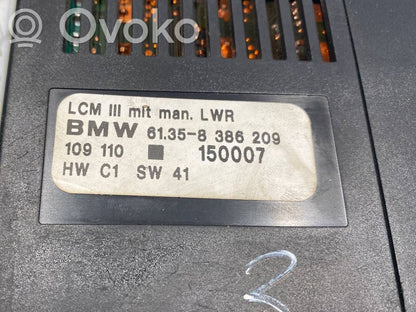 Ovoko
LCM III mit man. LWR
BMW 61.35-8 386 209
109 110 150007
HW C1 SW 41
2